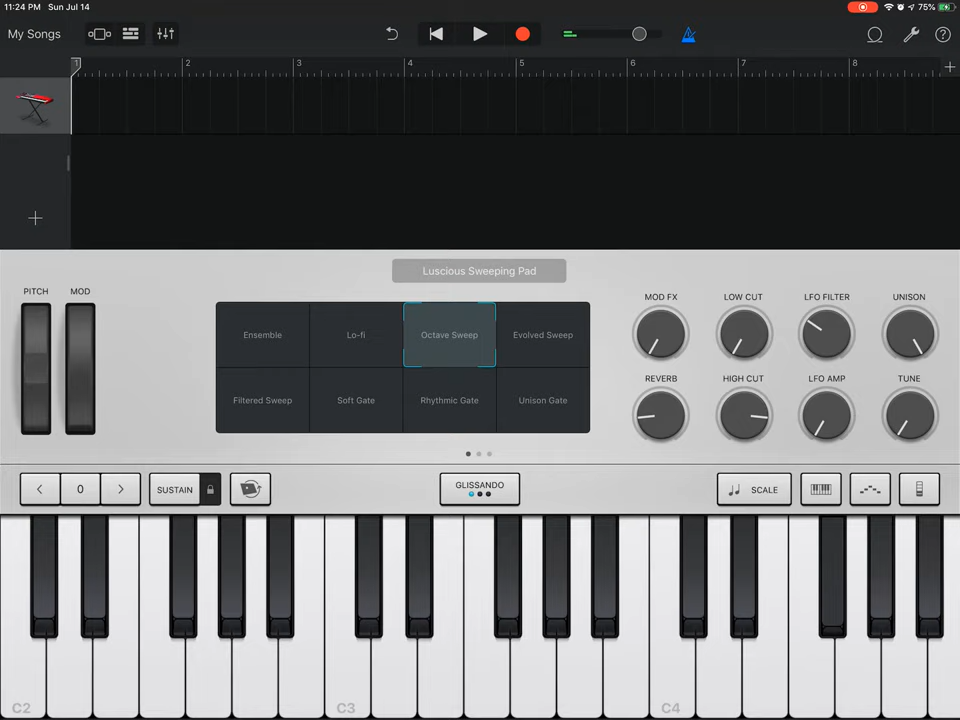 11:24 PM Sun Jul 14
75%
My Songs
1 2 3 4 5 6 7 8
Luscious Sweeping Pad
PITCH MOD
Ensemble Lo-fi Octave Sweep Evolved Sweep
Filtered Sweep Soft Gate Rhythmic Gate Unison Gate
MOD FX LOW CUT LFO FILTER UNISON
REVERB HIGH CUT LFO AMP TUNE
0 SUSTAIN GLISSANDO SCALE
C2 C3 C4